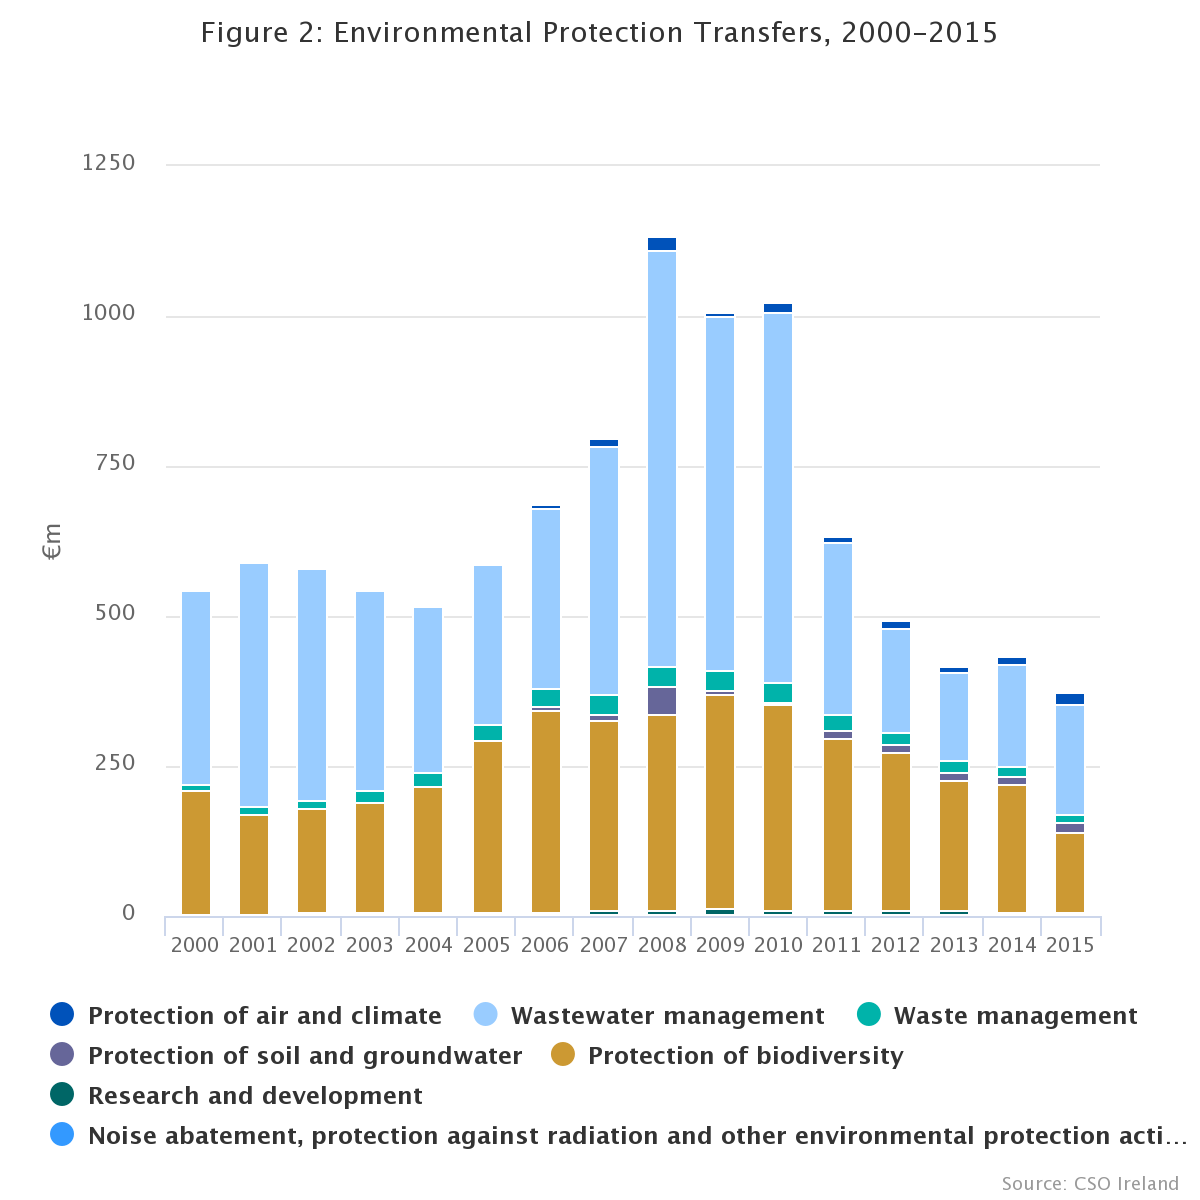 Figure 2: Environmental Protection Transfers, 2000–2015
1250
1000
750
500
250
0
€m
2000 2001 2002 2003 2004 2005 2006 2007 2008 2009 2010 2011 2012 2013 2014 2015
Protection of air and climate Wastewater management Waste management
Protection of soil and groundwater Protection of biodiversity
Research and development
Noise abatement, protection against radiation and other environmental protection acti…
Source: CSO Ireland